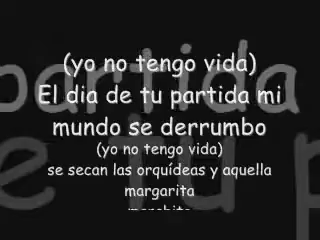 (yo no tengo vida)
El dia de tu partida mi
mundo se derrumbo
(yo no tengo vida)
se secan las orquídeas y aquella
margarita